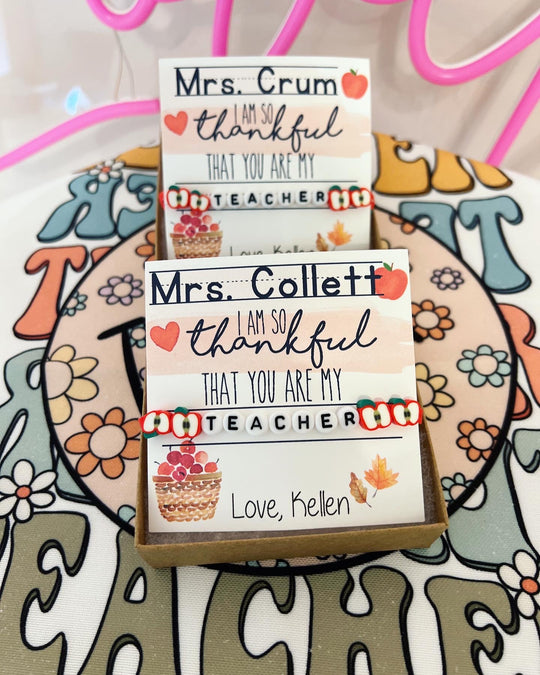 Mrs. Crum
I AM SO
thankful
THAT YOU ARE MY
TEACHER
Love, Kellen
Mrs. Collett
I AM SO
thankful
THAT YOU ARE MY
TEACHER
Love, Kellen